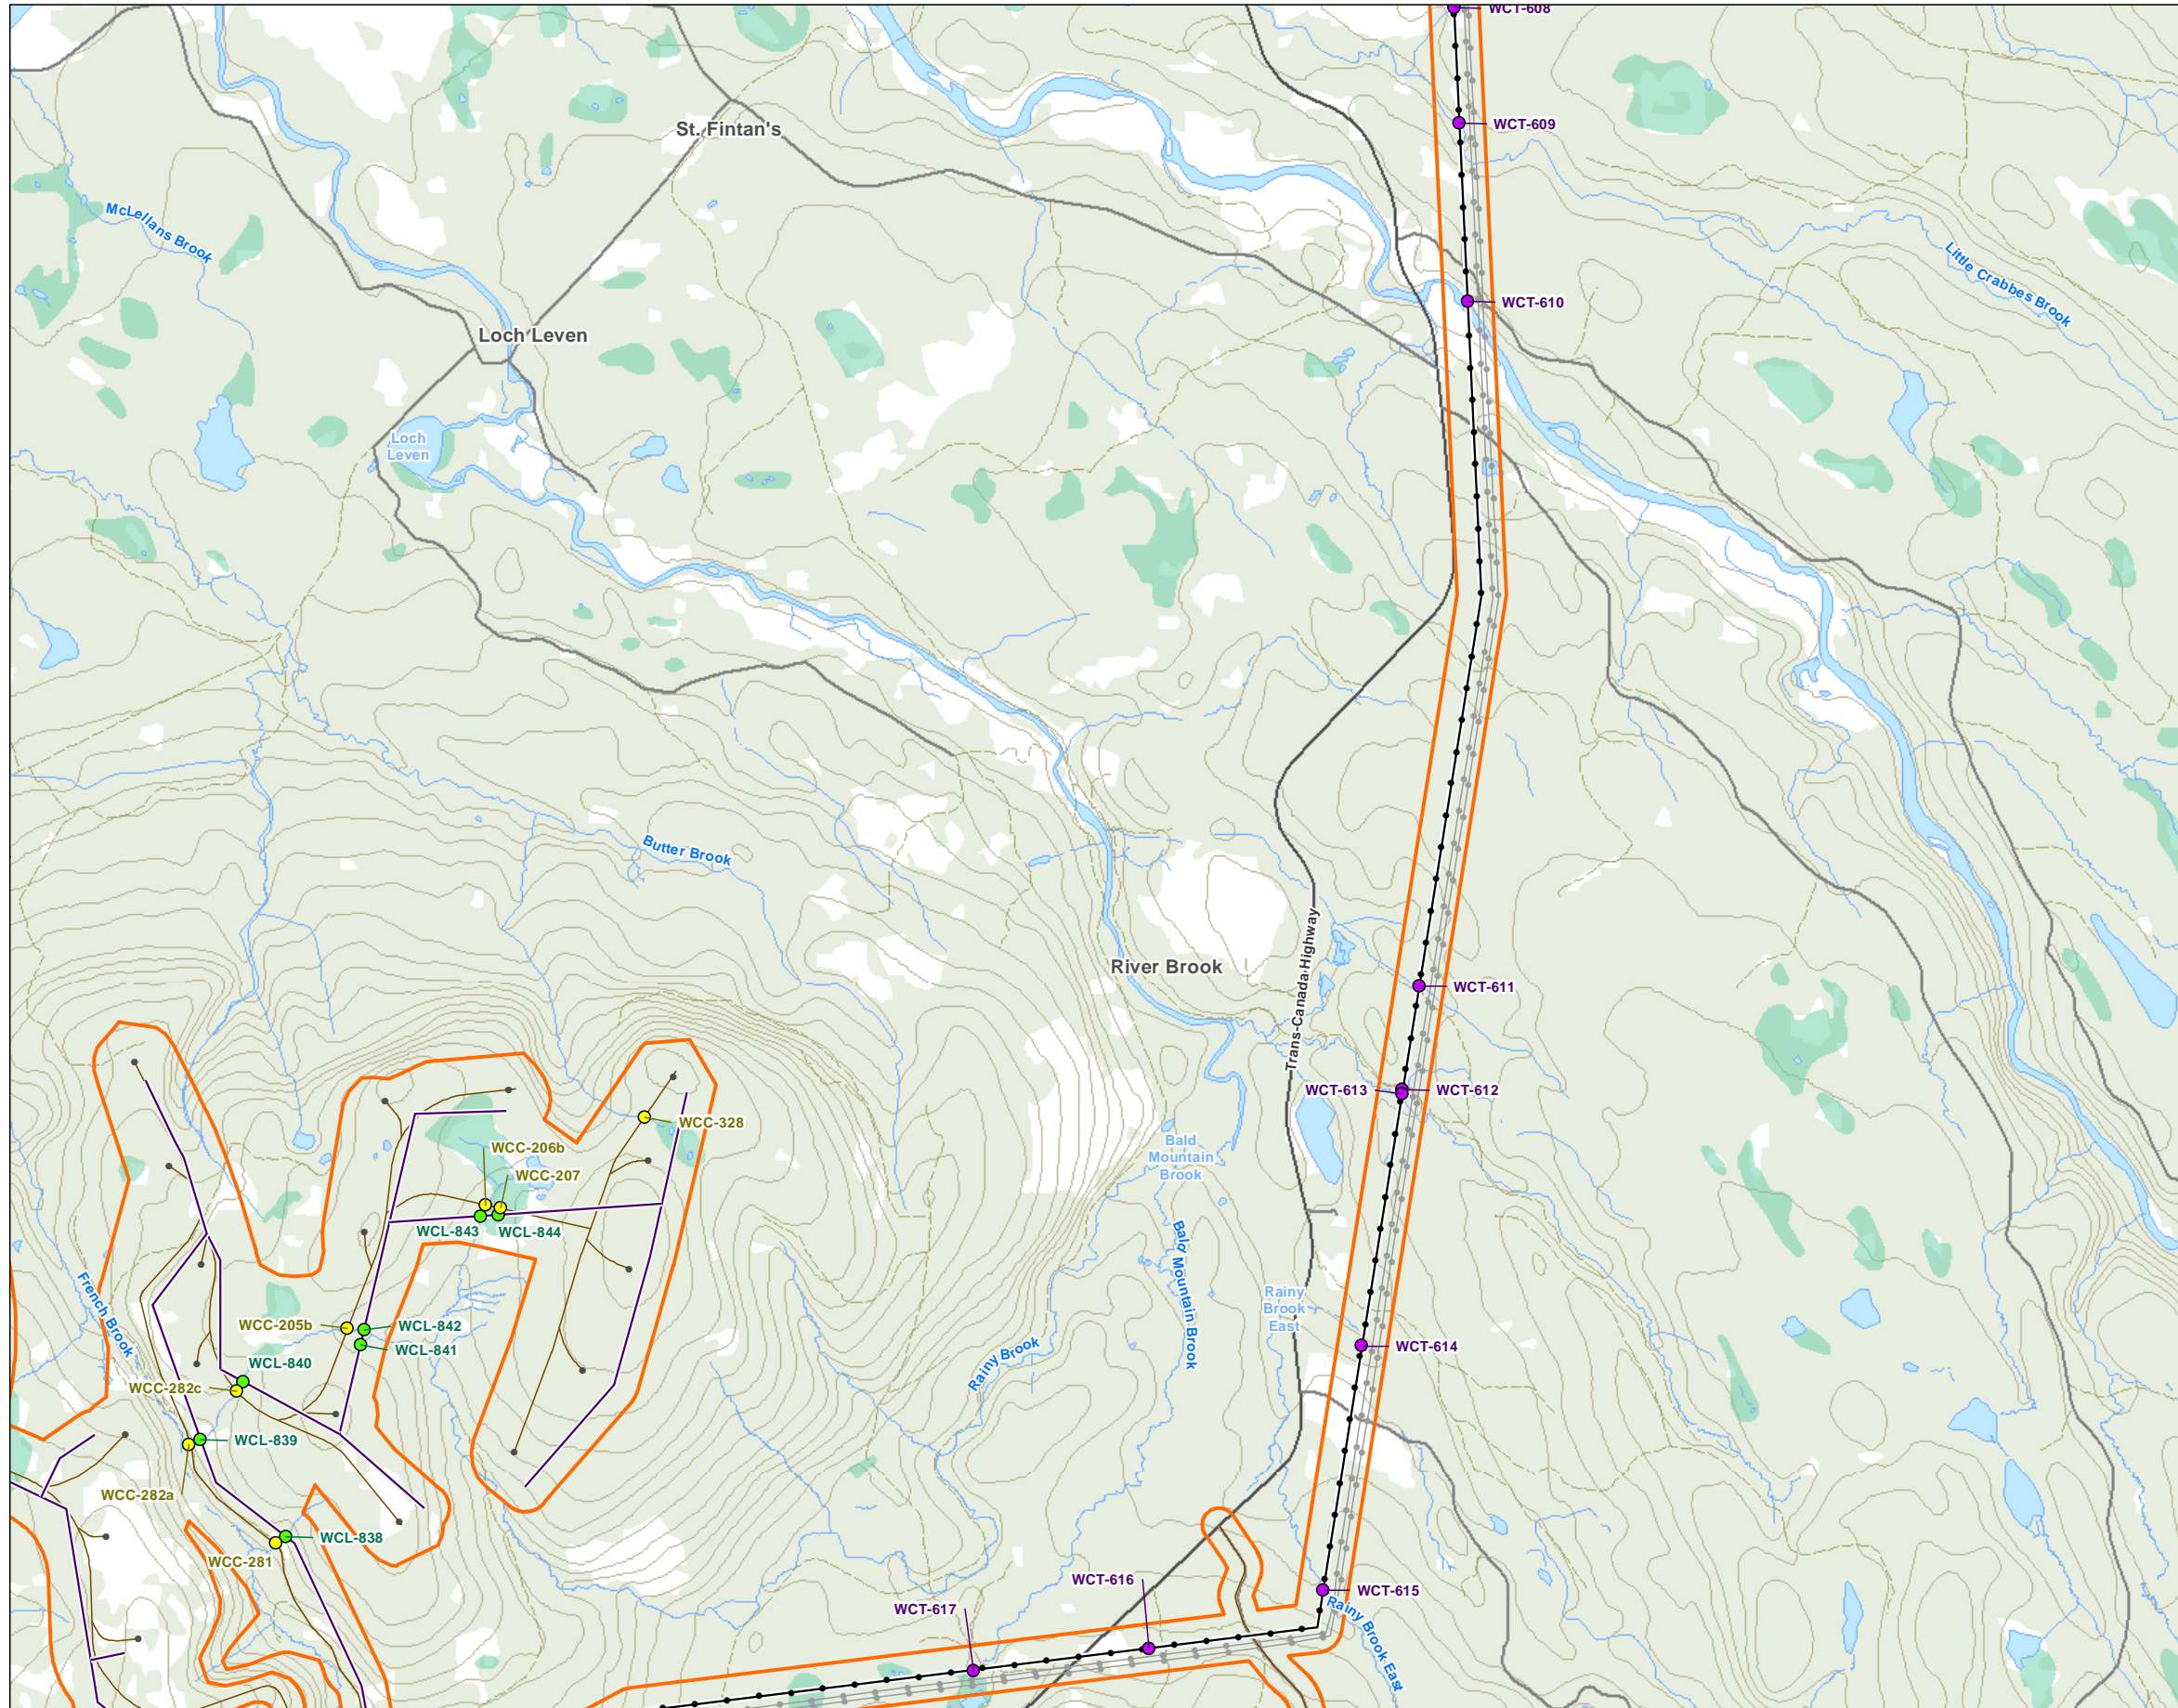 WCT-608
WCT-609
St. Fintan's
McLellans Brook
Little Crabbes Brook
WCT-610
Loch Leven
Loch
Leven
Butter Brook
Trans-Canada Highway
River Brook
WCT-611
WCT-613
WCT-612
WCC-328
WCC-206b
WCC-207
Bald
Mountain
Brook
WCL-843
WCL-844
Bald Mountain Brook
French Brook
Rainy
Brook
East
WCC-205b
WCL-842
WCL-841
WCT-614
Rainy Brook
WCL-840
WCC-282c
WCL-839
WCC-282a
WCL-838
WCC-281
WCT-616
WCT-615
WCT-617
Rainy Brook East